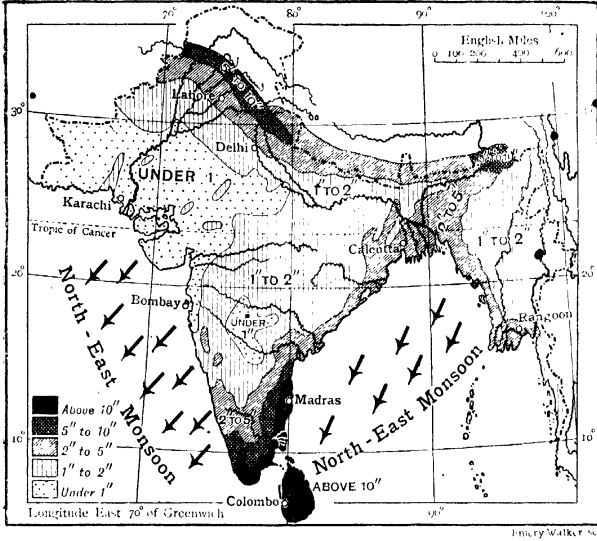 70° 80° 90° 100°
English Miles
0 100 200 400 600
30°
Lahore
Delhi
UNDER 1
1" TO 2"
2 TO 5"
1 TO 2"
Karachi
Tropic of Cancer
Calcutta
20°
North-East Monsoon
Bombay
1" TO 2"
UNDER
Rangoon
Madras
2" TO 5"
North-East Monsoon
10°
Above 10"
5" to 10"
2" to 5"
1" to 2"
Under 1"
ABOVE 10"
Colombo
Longitude East 70° of Greenwich 90°
Emery Walker sc